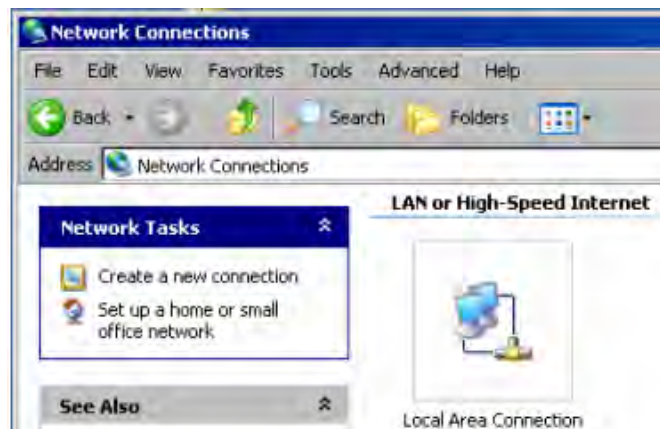 Network Connections
File Edit View Favorites Tools Advanced Help
Back Search Folders
Address Network Connections
LAN or High-Speed Internet
Network Tasks
Create a new connection
Set up a home or small
office network
See Also
Local Area Connection